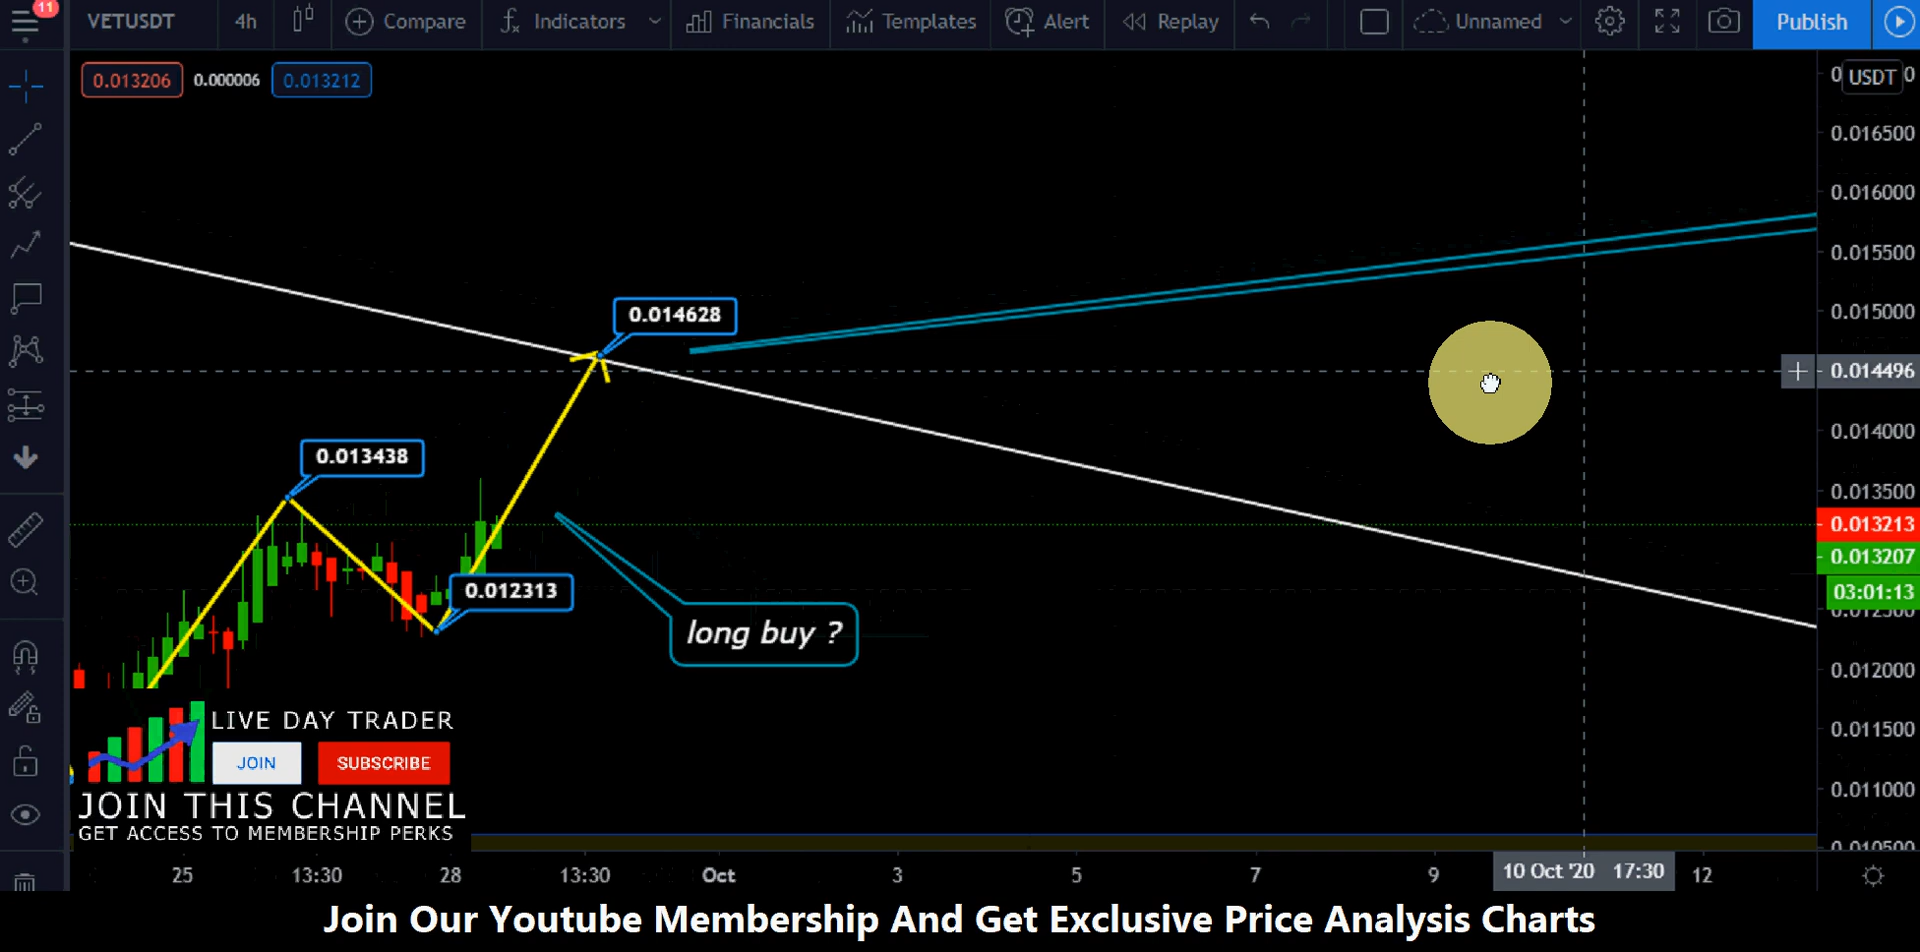 11
VETUSDT 4h Compare Indicators Financials Templates Alert Replay Unnamed Publish
0.013206 0.000006 0.013212
USDT
0.016500
0.016000
0.015500
0.015000
0.014628
0.014496
0.014000
0.013438
0.013500
0.013213
0.013207
0.012313
03:01:13
long buy ?
0.012000
0.011500
0.011000
0.010500
LIVE DAY TRADER
JOIN SUBSCRIBE
JOIN THIS CHANNEL
GET ACCESS TO MEMBERSHIP PERKS
25 13:30 28 13:30 Oct 3 5 7 9 10 Oct '20 17:30 12
Join Our Youtube Membership And Get Exclusive Price Analysis Charts